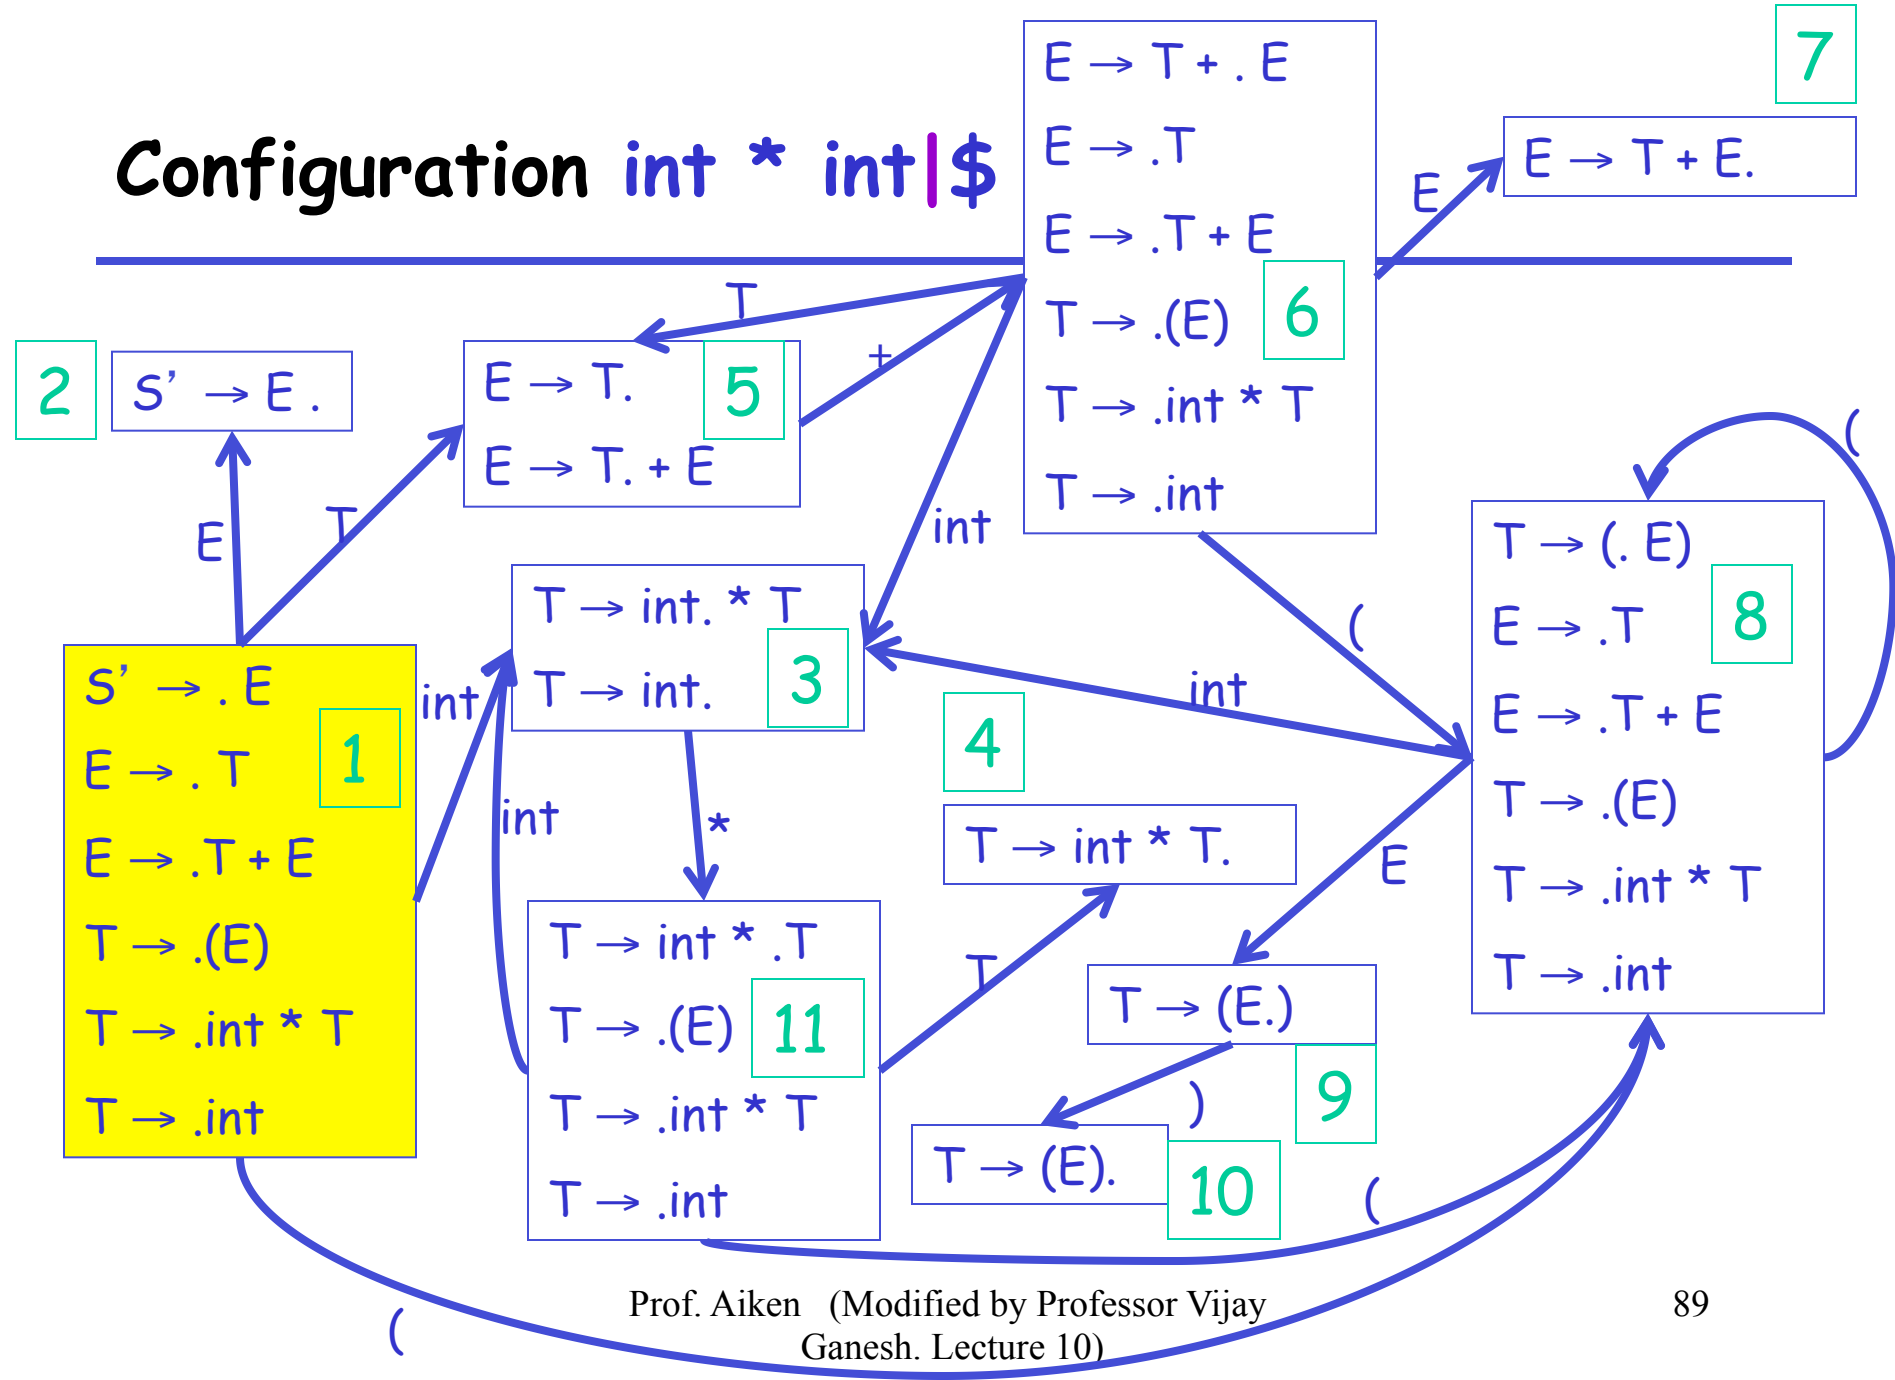 Configuration int * int|$
E → T + . E
E → .T
E → .T + E
T → .(E)
T → .int * T
T → .int
6
7
E → T + E.
E
T
+
int
(
2
S’ → E .
E
T
E → T.
E → T. + E
5
T → int. * T
T → int.
3
int
int
*
S’ → . E
E → . T
E → .T + E
T → .(E)
T → .int * T
T → .int
1
4
T → int * T.
int
T
E
T → int * .T
T → .(E)
T → .int * T
T → .int
11
T → (E.)
9
)
T → (E).
10
T → (. E)
E → .T
E → .T + E
T → .(E)
T → .int * T
T → .int
8
(
(
(
Prof. Aiken (Modified by Professor Vijay
Ganesh. Lecture 10)
89